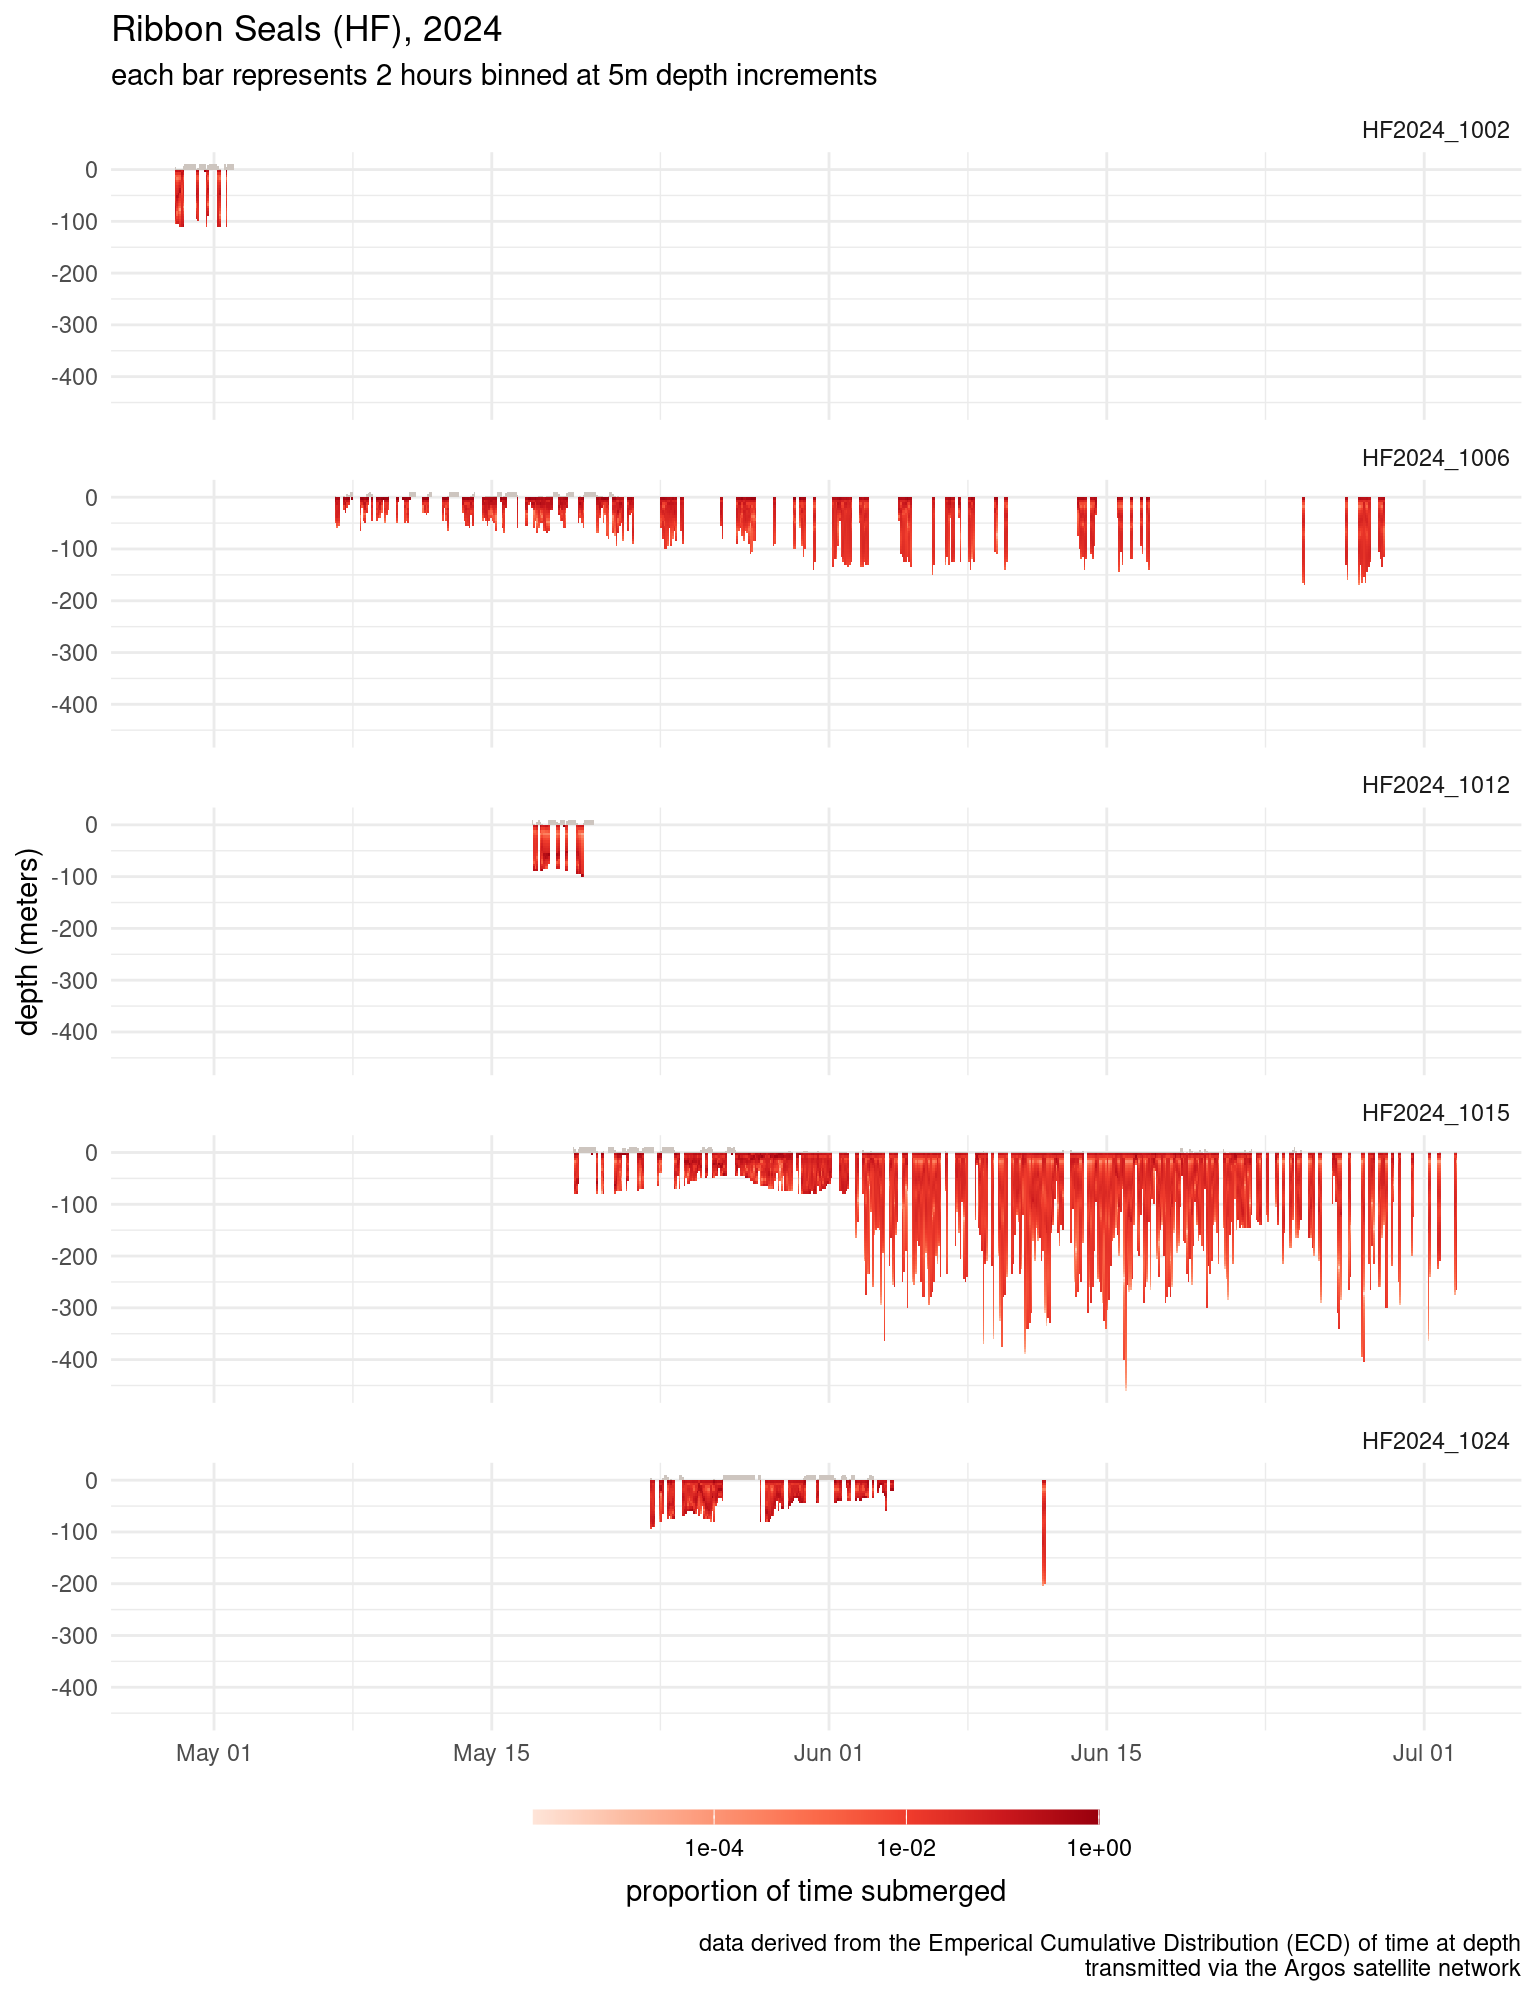 Ribbon Seals (HF), 2024
each bar represents 2 hours binned at 5m depth increments
HF2024_1002
0
-100
-200
-300
-400
HF2024_1006
0
-100
-200
-300
-400
HF2024_1012
0
-100
-200
-300
-400
depth (meters)
HF2024_1015
0
-100
-200
-300
-400
HF2024_1024
0
-100
-200
-300
-400
May 01 May 15 Jun 01 Jun 15 Jul 01
1e-04 1e-02 1e+00
proportion of time submerged
data derived from the Emperical Cumulative Distribution (ECD) of time at depth
transmitted via the Argos satellite network